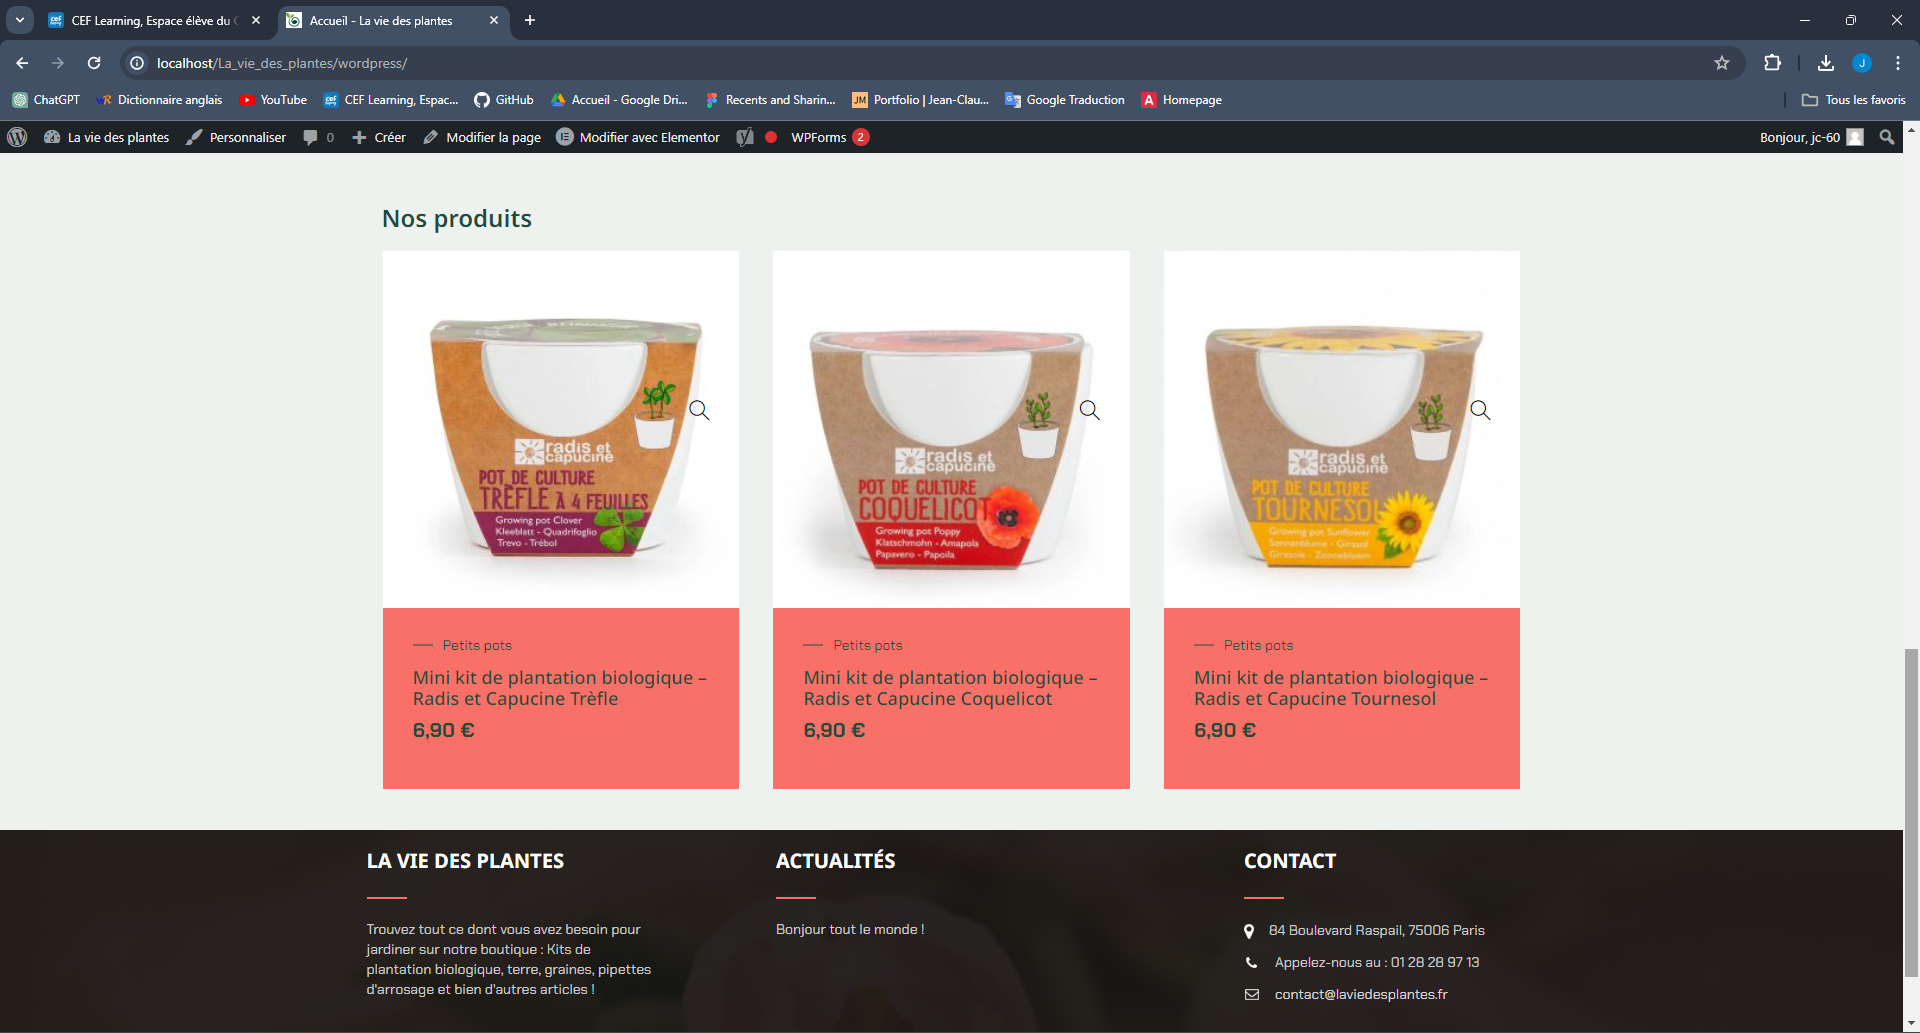 CEF Learning, Espace élève du C
Accueil - La vie des plantes
localhost/La_vie_des_plantes/wordpress/
J
ChatGPT
Dictionnaire anglais
YouTube
CEF Learning, Espac...
GitHub
Accueil - Google Dri...
Recents and Sharin...
JM Portfolio | Jean-Clau...
Google Traduction
A Homepage
Tous les favoris
La vie des plantes
Personnaliser
0
Créer
Modifier la page
Modifier avec Elementor
WPForms 2
Bonjour, jc-60
Nos produits
radis et
capucine
POT DE CULTURE
TRÈFLE À 4 FEUILLES
Growing pot Clover
Kleeblatt - Quadrifoglio
Trevo - Trébol
radis et
capucine
POT DE CULTURE
COQUELICOT
Growing pot Poppy
Klatschmohn - Amapola
Papavero - Papoila
radis et
capucine
POT DE CULTURE
TOURNESOL
Growing pot Sunflower
Sonnenblume - Girasol
Girasole - Zonnebloem
Petits pots
Mini kit de plantation biologique –
Radis et Capucine Trèfle
6,90 €
Petits pots
Mini kit de plantation biologique –
Radis et Capucine Coquelicot
6,90 €
Petits pots
Mini kit de plantation biologique –
Radis et Capucine Tournesol
6,90 €
LA VIE DES PLANTES
Trouvez tout ce dont vous avez besoin pour
jardiner sur notre boutique : Kits de
plantation biologique, terre, graines, pipettes
d'arrosage et bien d'autres articles !
ACTUALITÉS
Bonjour tout le monde !
CONTACT
84 Boulevard Raspail, 75006 Paris
Appelez-nous au : 01 28 28 97 13
contact@laviedesplantes.fr